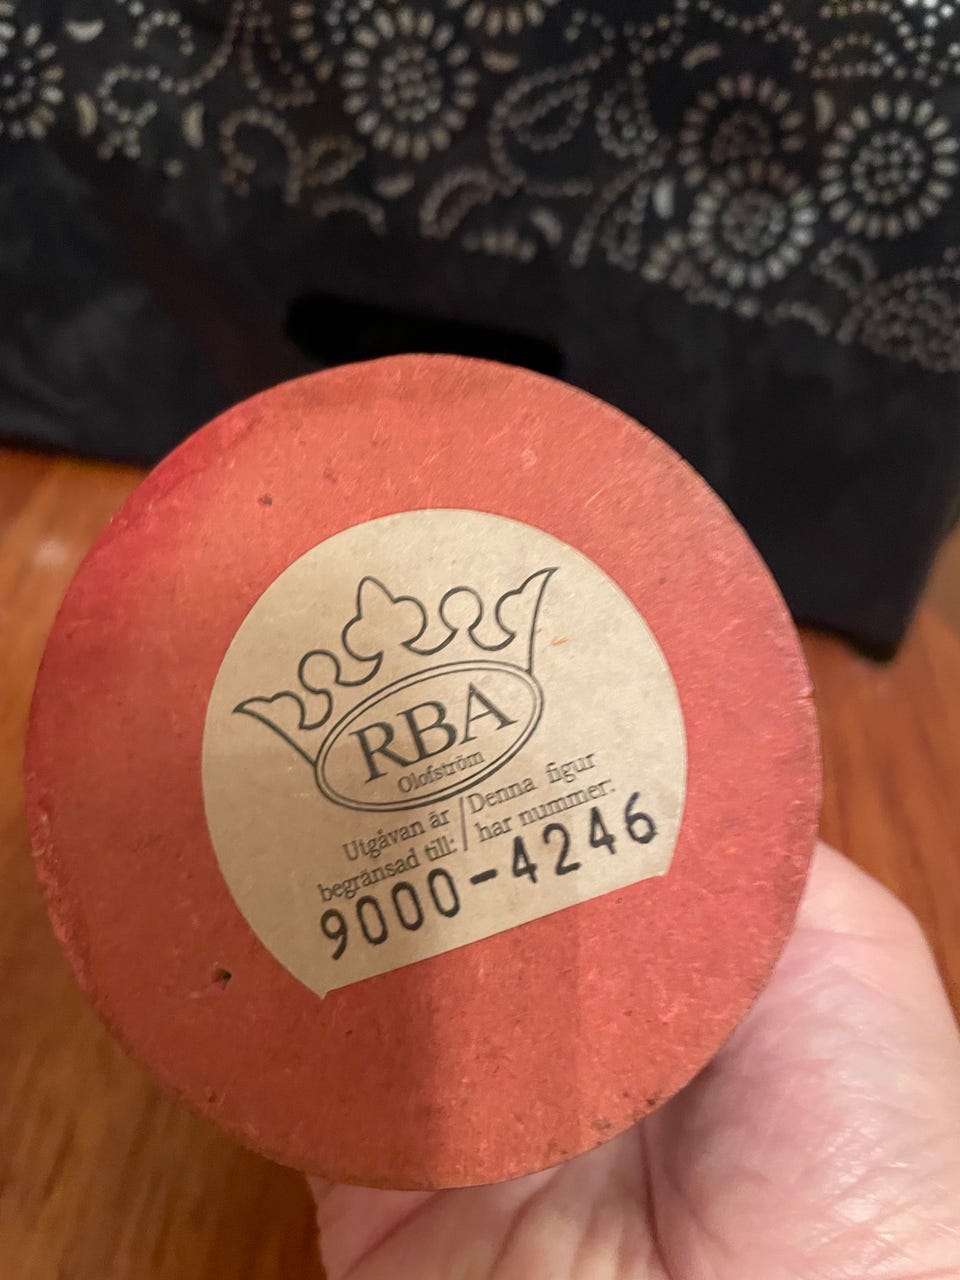 RBA
Olofström
Utgåvan är / Denna figur
begränsad till: / har nummer:
9000-4246